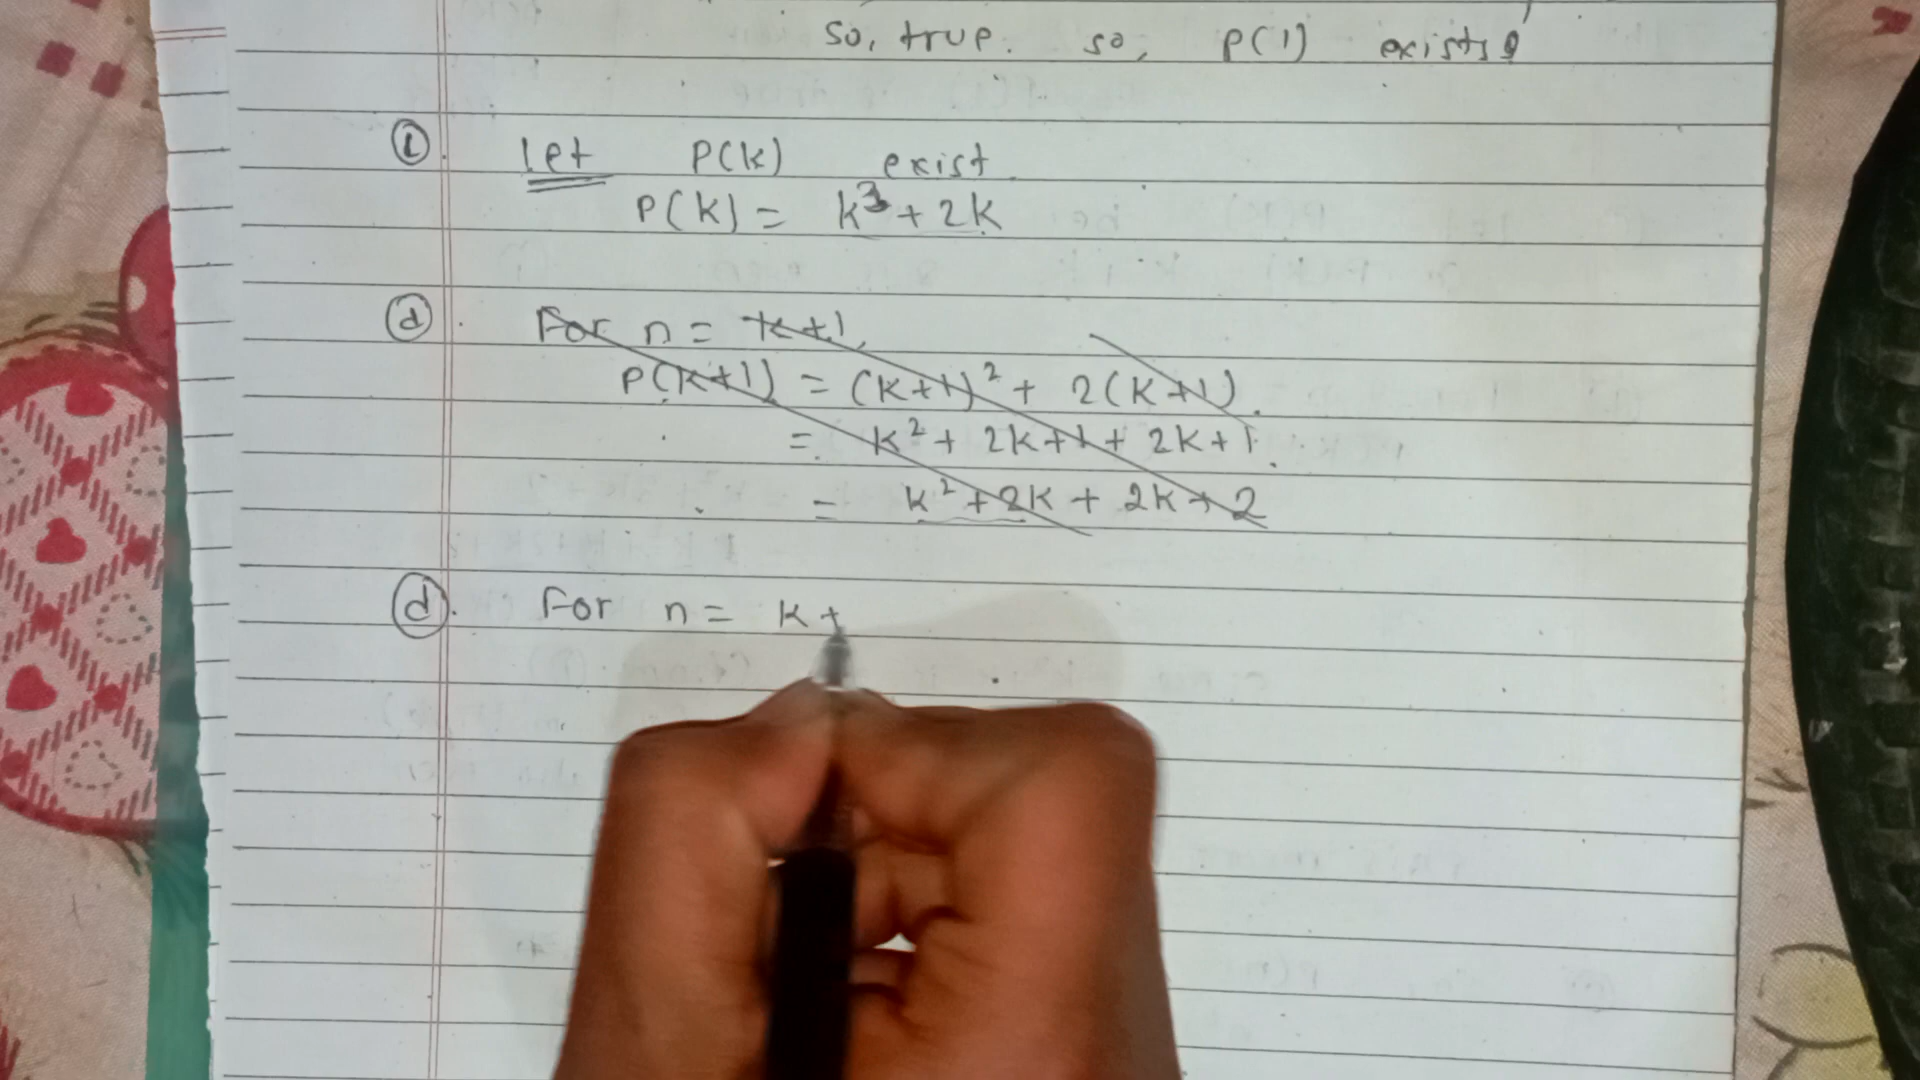 so, true. so, P(1) exists!
ⓒ. Let P(k) exist.
P(k) = k³ + 2k
ⓓ. For n = k+1,
P(k+1) = (k+1)² + 2(k+1).
= k² + 2k + 1 + 2k + 1.
= k² + 2k + 2k + 2
ⓓ. For n = k+